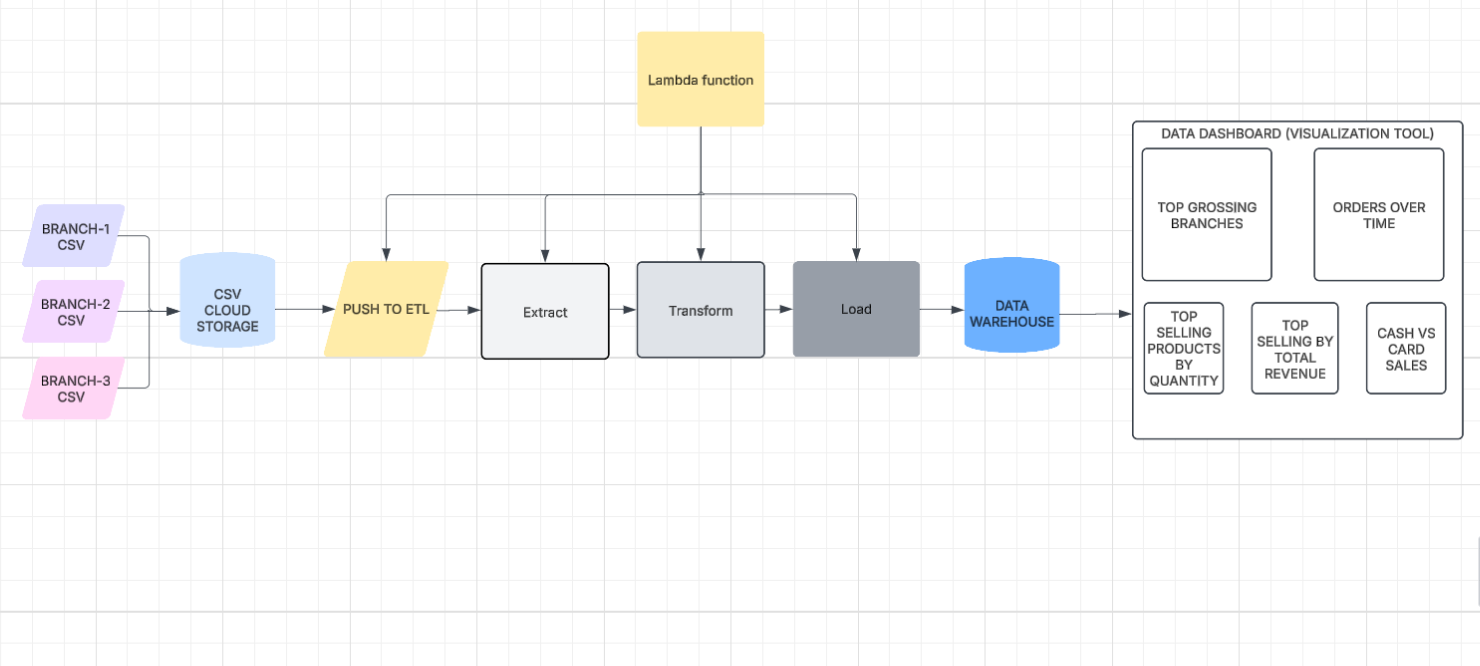 Lambda function
DATA DASHBOARD (VISUALIZATION TOOL)
TOP GROSSING
BRANCHES
ORDERS OVER
TIME
BRANCH-1
CSV
BRANCH-2
CSV
BRANCH-3
CSV
CSV
CLOUD
STORAGE
PUSH TO ETL
Extract
Transform
Load
DATA
WAREHOUSE
TOP
SELLING
PRODUCTS
BY
QUANTITY
TOP
SELLING BY
TOTAL
REVENUE
CASH VS
CARD
SALES